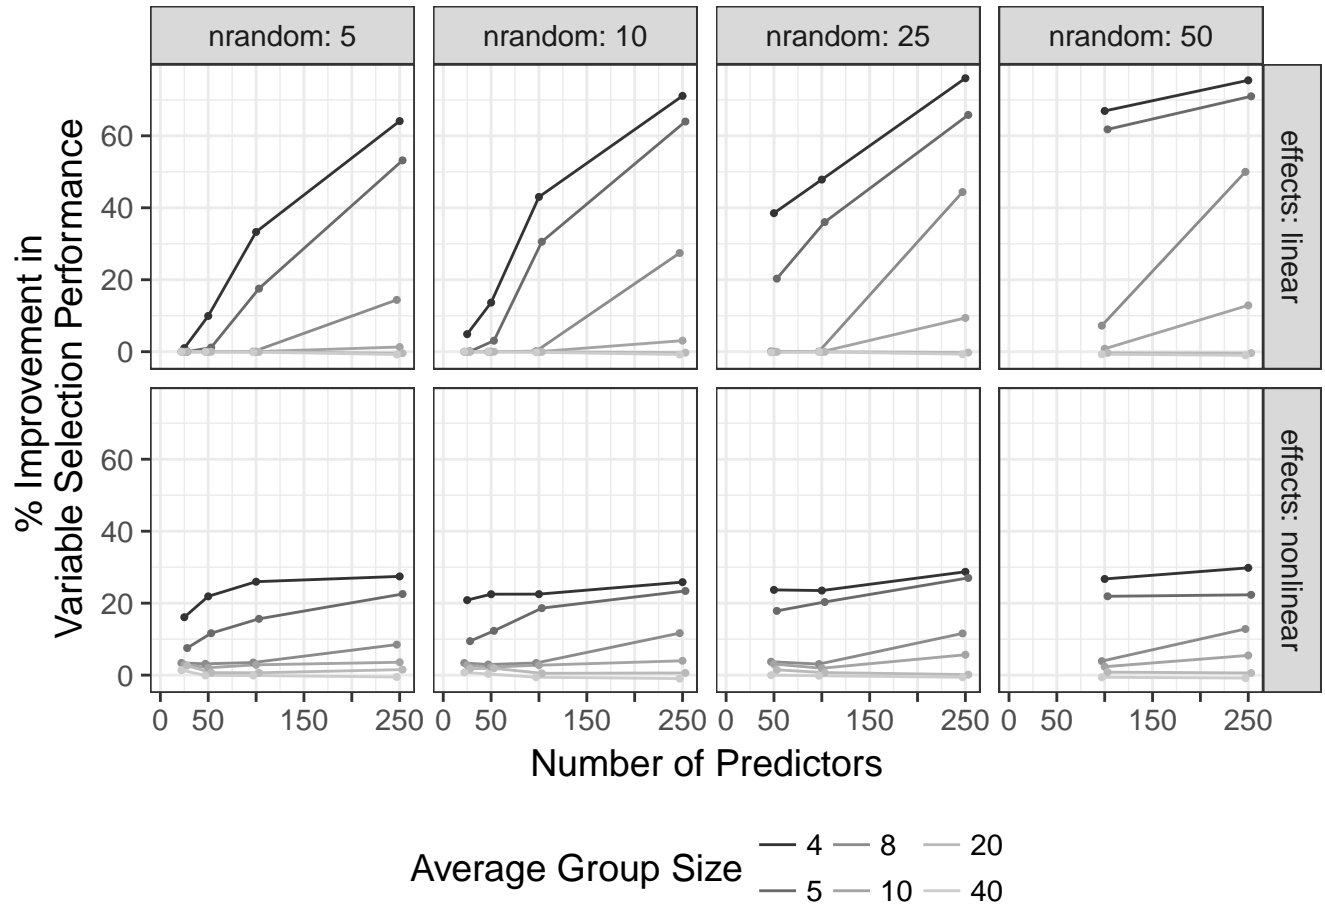 nrandom: 5
nrandom: 10
nrandom: 25
nrandom: 50
% Improvement in
Variable Selection Performance
60
40
20
0
effects: linear
60
40
20
0
effects: nonlinear
0 50 150 250
0 50 150 250
0 50 150 250
0 50 150 250
Number of Predictors
Average Group Size
4 8 20
5 10 40